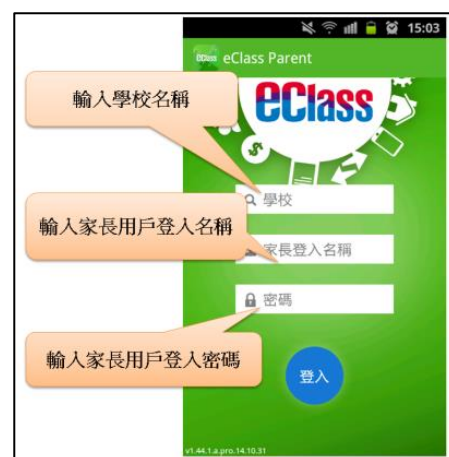 15:03
eClass eClass Parent
eClass
輸入學校名稱
學校
輸入家長用戶登入名稱
家長登入名稱
密碼
輸入家長用戶登入密碼
登入
v1.44.1.a.pro.14.10.31